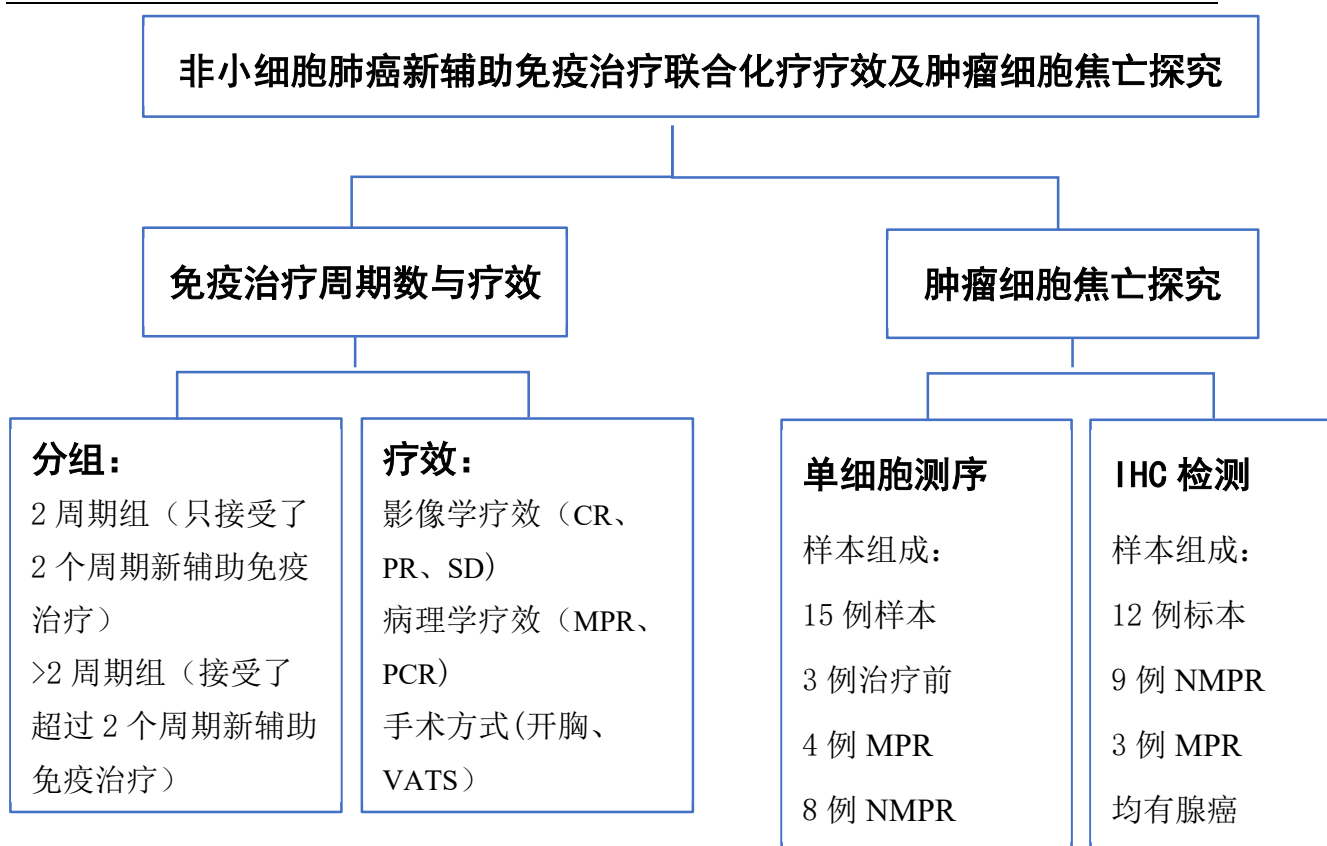 非小细胞肺癌新辅助免疫治疗联合化疗疗效及肿瘤细胞焦亡探究
免疫治疗周期数与疗效
肿瘤细胞焦亡探究
分组：
2 周期组（只接受了
2 个周期新辅助免疫
治疗）
>2 周期组（接受了
超过 2 个周期新辅助
免疫治疗）
疗效：
影像学疗效（CR、
PR、SD)
病理学疗效（MPR、
PCR)
手术方式(开胸、
VATS）
单细胞测序
样本组成：
15 例样本
3 例治疗前
4 例 MPR
8 例 NMPR
IHC 检测
样本组成：
12 例标本
9 例 NMPR
3 例 MPR
均有腺癌